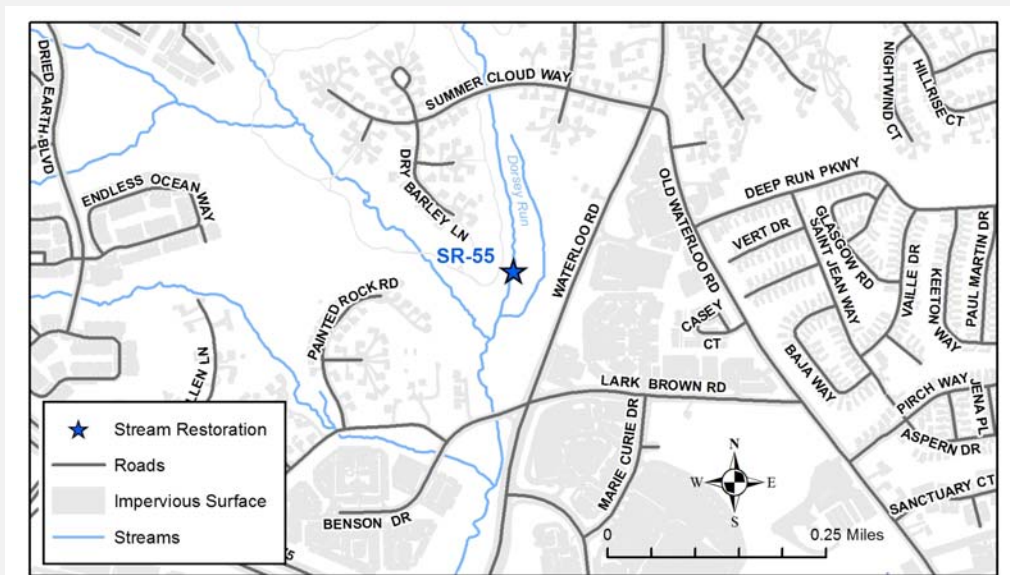 DRIED EARTH BLVD
SUMMER CLOUD WAY
NIGHTWIND CT
HILLRISE CT
ENDLESS OCEAN WAY
DRY BARLEY LN
Dorsey Run
WATERLOO RD
OLD WATERLOO RD
DEEP RUN PKWY
VERT DR
GLASGOW RD
SAINT JEAN WAY
VAILLE DR
KEETON WAY
PAUL MARTIN DR
SR-55
PAINTED ROCK RD
CASEY
CT
BAJA WAY
LARK BROWN RD
PIRCH WAY
JENA PL
ASPERN DR
MARIE CURIE DR
SANCTUARY CT
BENSON DR
LLEN LN
Stream Restoration
Roads
Impervious Surface
Streams
N
W
E
S
0
0.25 Miles